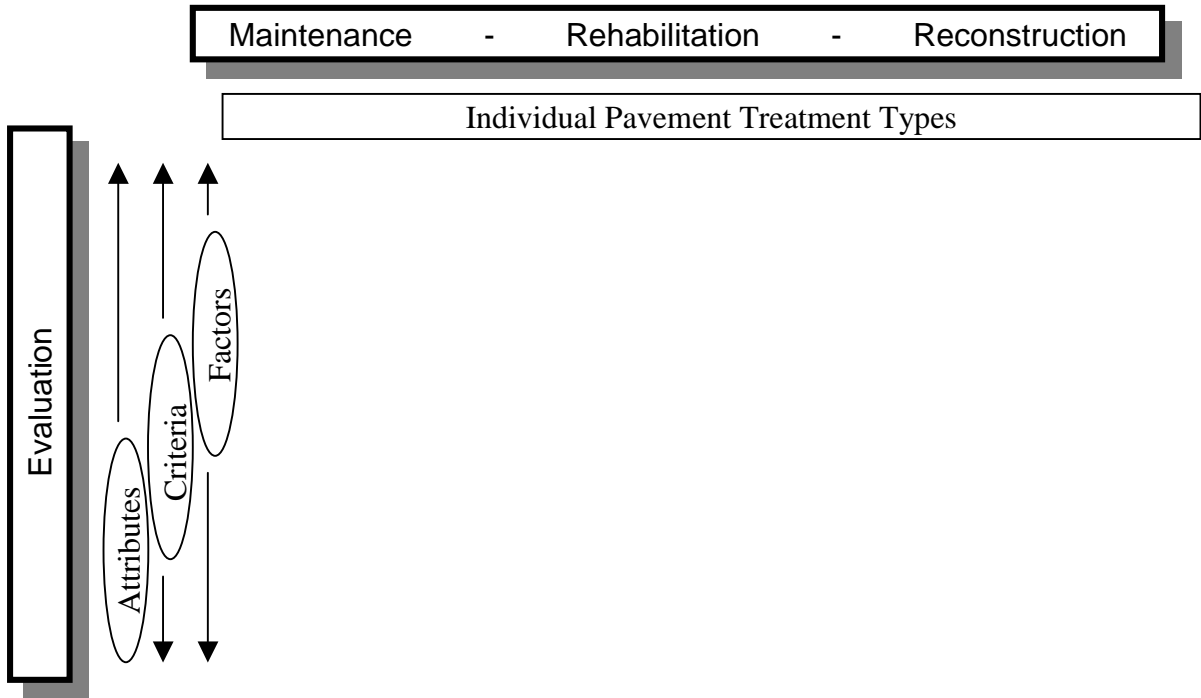 Maintenance - Rehabilitation - Reconstruction
Individual Pavement Treatment Types
Evaluation
Attributes
Criteria
Factors